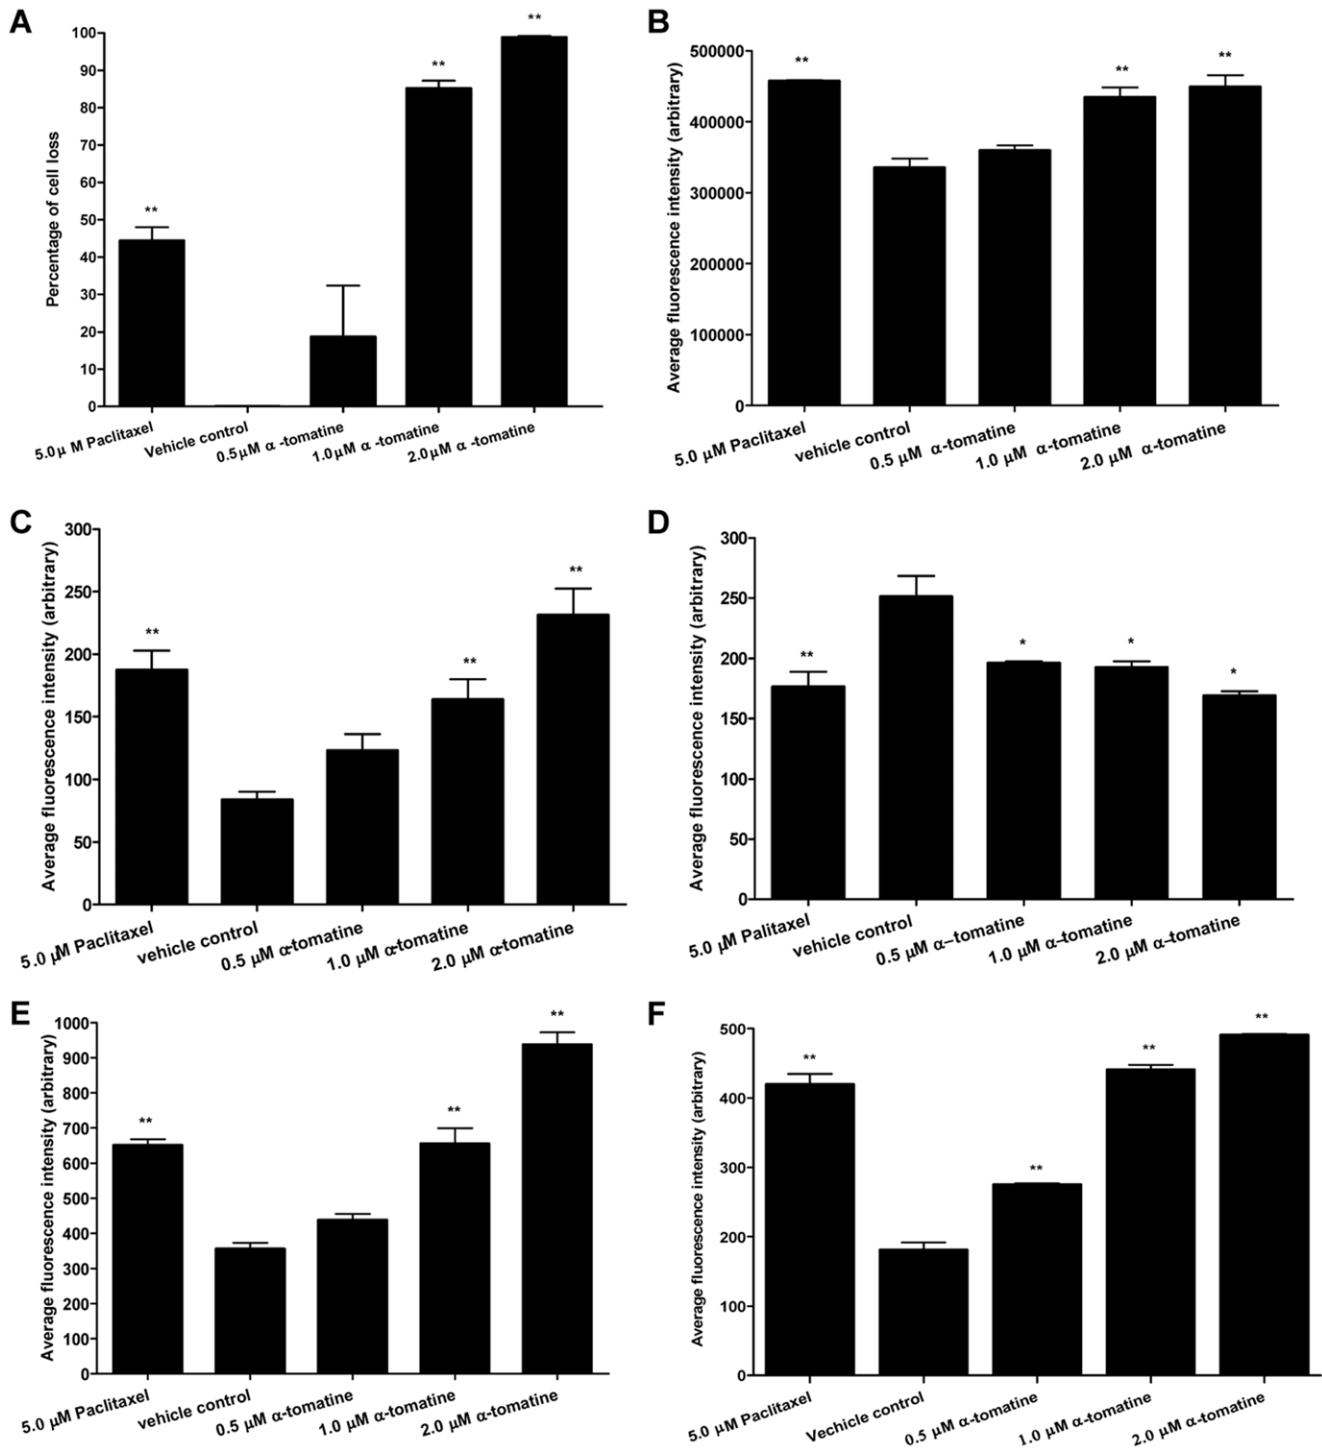 A
Percentage of cell loss
100
90
80
70
60
50
40
30
20
10
0
**
**
**
5.0μ M Paclitaxel
Vehicle control
0.5μM α -tomatine
1.0μM α -tomatine
2.0μM α -tomatine
B
Average fluorescence intensity (arbitrary)
500000
400000
300000
200000
100000
0
**
**
**
5.0 μM Paclitaxel
vehicle control
0.5 μM α-tomatine
1.0 μM α-tomatine
2.0 μM α-tomatine
C
Average fluorescence intensity (arbitrary)
300
250
200
150
100
50
0
**
**
**
5.0 μM Paclitaxel
vehicle control
0.5 μM α-tomatine
1.0 μM α-tomatine
2.0 μM α-tomatine
D
Average fluorescence intensity (arbitrary)
300
250
200
150
100
50
0
**
*
*
*
5.0 μM Palitaxel
vehicle control
0.5 μM α–tomatine
1.0 μM α–tomatine
2.0 μM α–tomatine
E
Average fluorescence intensity (arbitrary)
1000
900
800
700
600
500
400
300
200
100
0
**
**
**
5.0 μM Paclitaxel
vehicle control
0.5 μM α-tomatine
1.0 μM α-tomatine
2.0 μM α-tomatine
F
Average fluorescence intensity (arbitrary)
500
400
300
200
100
0
**
**
**
**
5.0 μM Paclitaxel
Vechicle control
0.5 μM α-tomatine
1.0 μM α-tomatine
2.0 μM α-tomatine